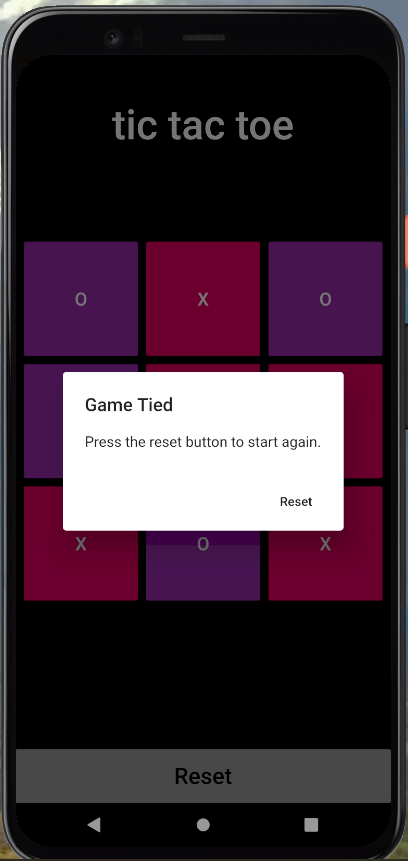 tic tac toe
O X O
Game Tied
Press the reset button to start again.
Reset
X O X
Reset